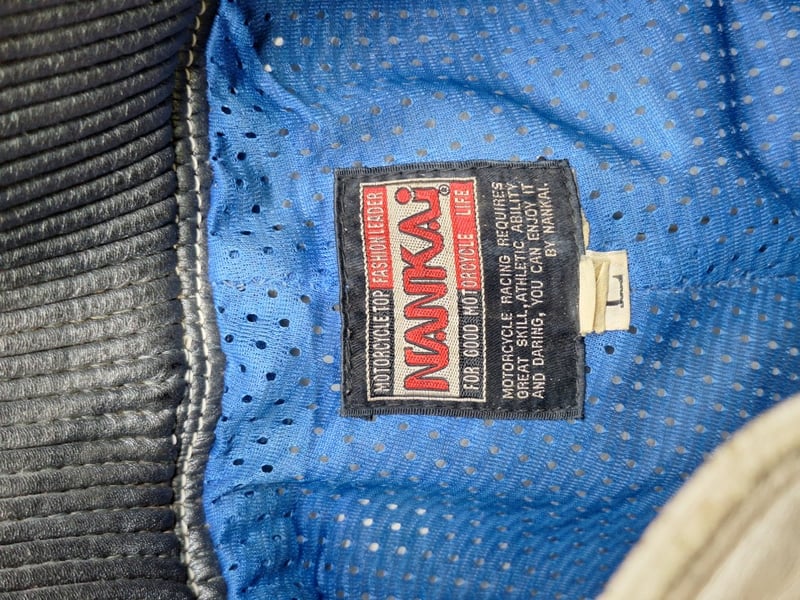 MOTORCYCLE TOP FASHION LEADER
NANKAI®
FOR GOOD MOTORCYCLE LIFE
MOTORCYCLE RACING REQUIRES
GREAT SKILL, ATHLETIC ABILITY
AND DARING, YOU CAN ENJOY IT
BY NANKAI.
L